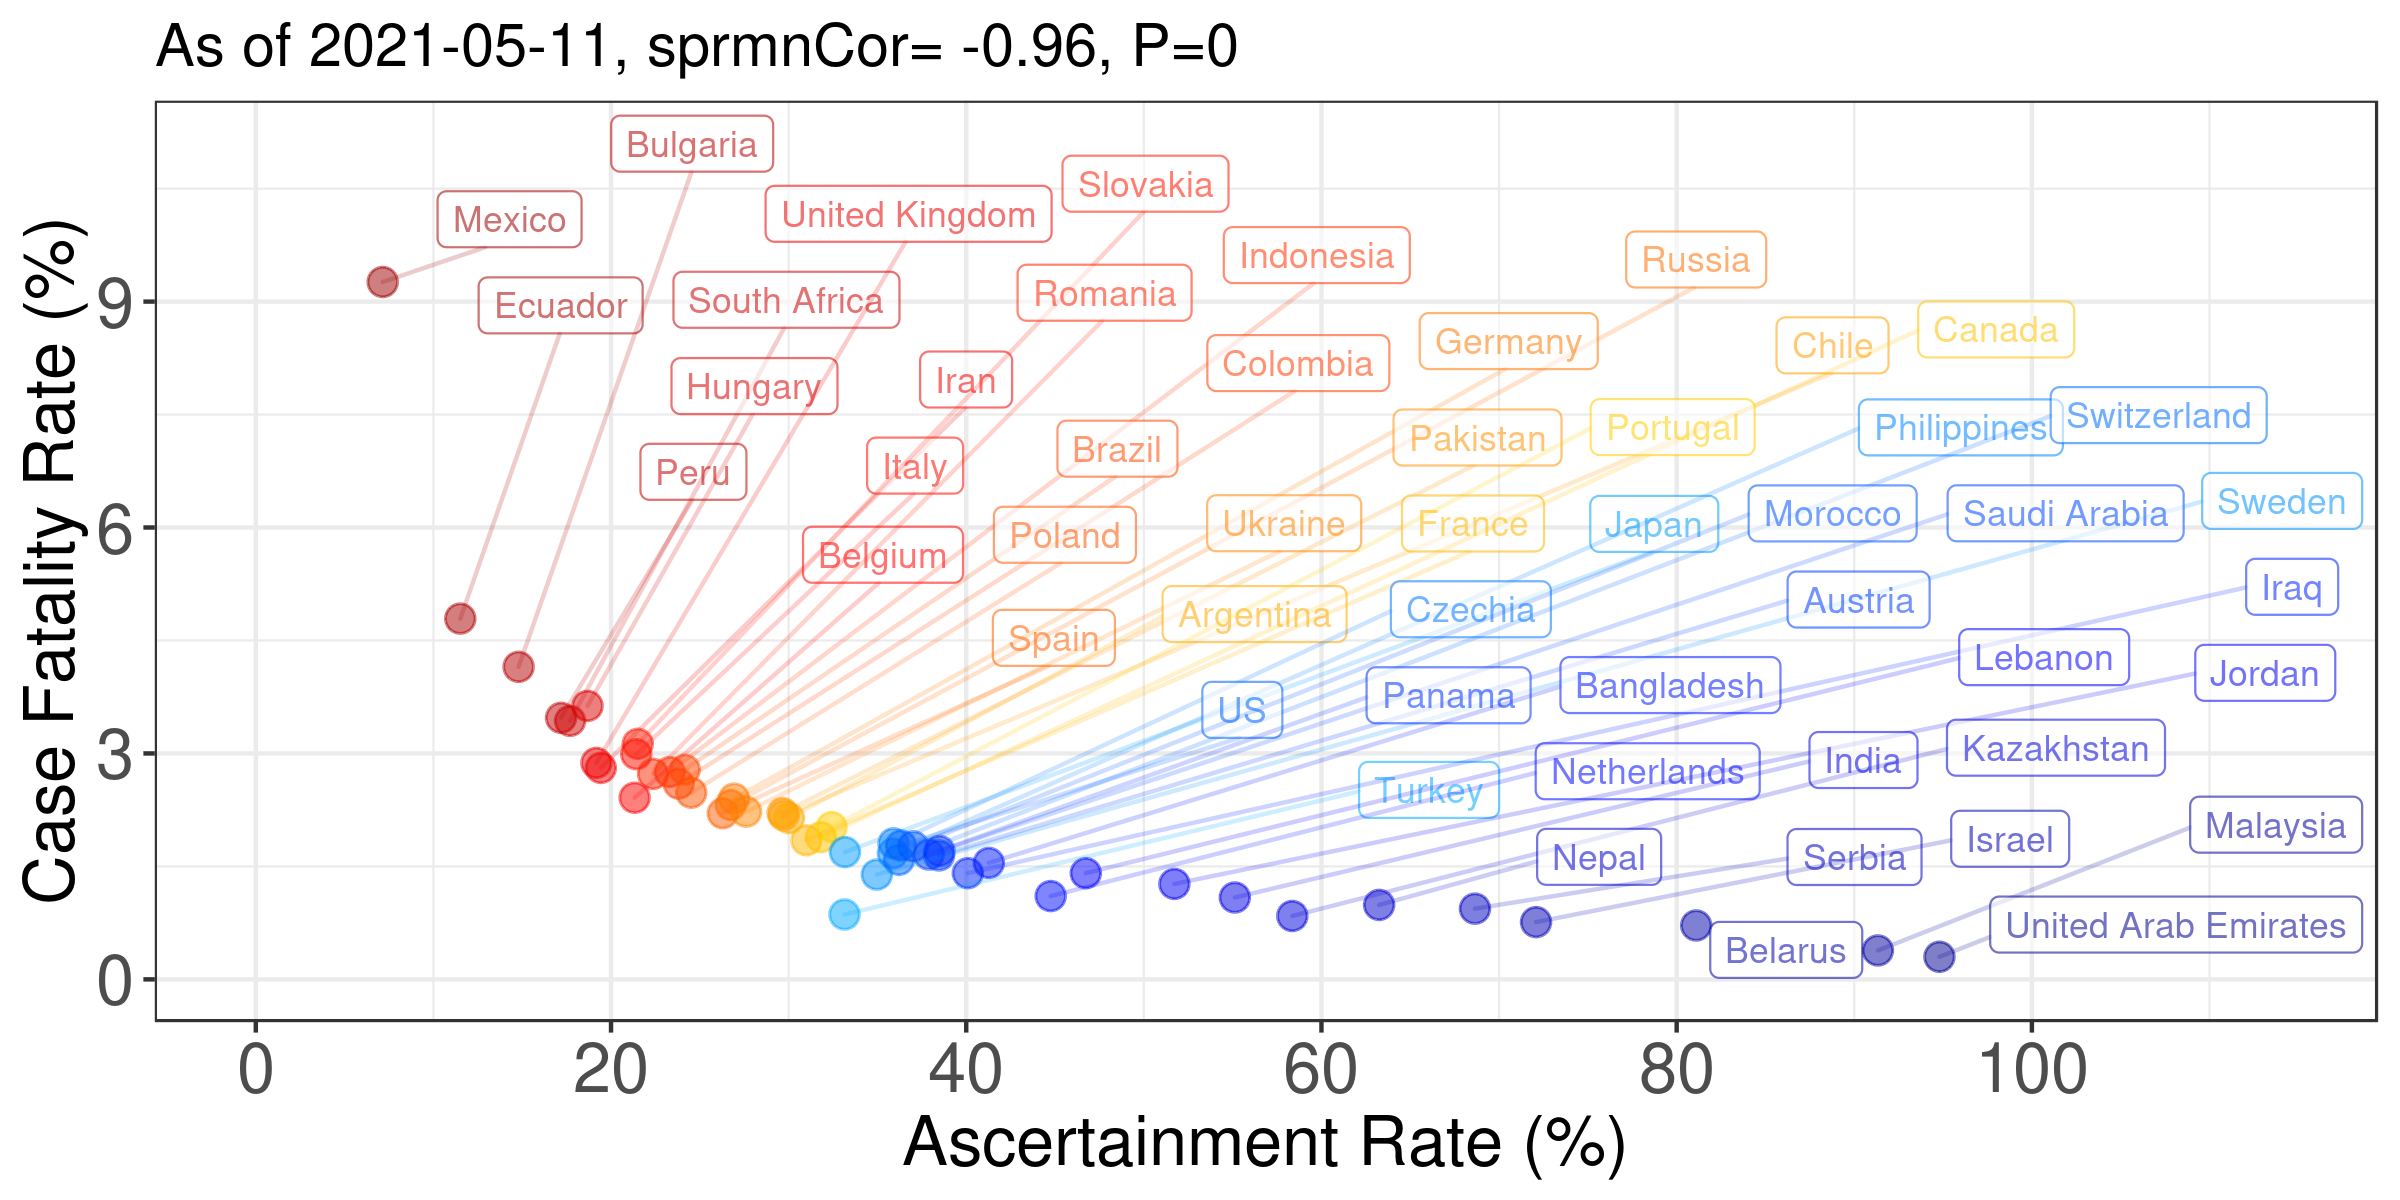 As of 2021-05-11, sprmnCor= -0.96, P=0
Case Fatality Rate (%)
9
6
3
0
Bulgaria
Slovakia
Mexico
United Kingdom
Indonesia
Russia
Ecuador
South Africa
Romania
Germany
Chile
Canada
Hungary
Iran
Colombia
Peru
Italy
Brazil
Pakistan
Portugal
Philippines
Switzerland
Belgium
Poland
Ukraine
France
Japan
Morocco
Saudi Arabia
Sweden
Spain
Argentina
Czechia
Austria
Iraq
US
Panama
Bangladesh
Lebanon
Jordan
Turkey
Netherlands
India
Kazakhstan
Nepal
Serbia
Israel
Malaysia
Belarus
United Arab Emirates
0
20
40
60
80
100
Ascertainment Rate (%)